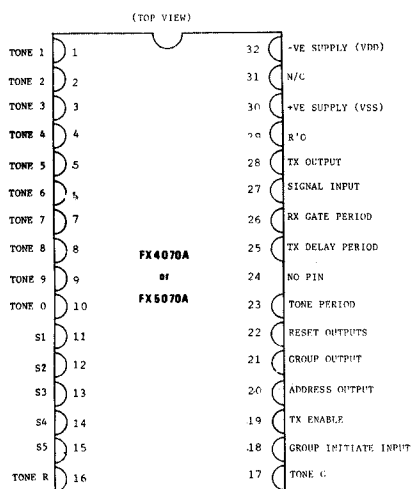 (TOP VIEW)
TONE 1 1
TONE 2 2
TONE 3 3
TONE 4 4
TONE 5 5
TONE 6 6
TONE 7 7
TONE 8 8
TONE 9 9
TONE 0 10
S1 11
S2 12
S3 13
S4 14
S5 15
TONE R 16
FX4070A
or
FX5070A
32 -VE SUPPLY (VDD)
31 N/C
30 +VE SUPPLY (VSS)
29 R'O
28 TX OUTPUT
27 SIGNAL INPUT
26 RX GATE PERIOD
25 TX DELAY PERIOD
24 NO PIN
23 TONE PERIOD
22 RESET OUTPUTS
21 GROUP OUTPUT
20 ADDRESS OUTPUT
19 TX ENABLE
18 GROUP INITIATE INPUT
17 TONE G